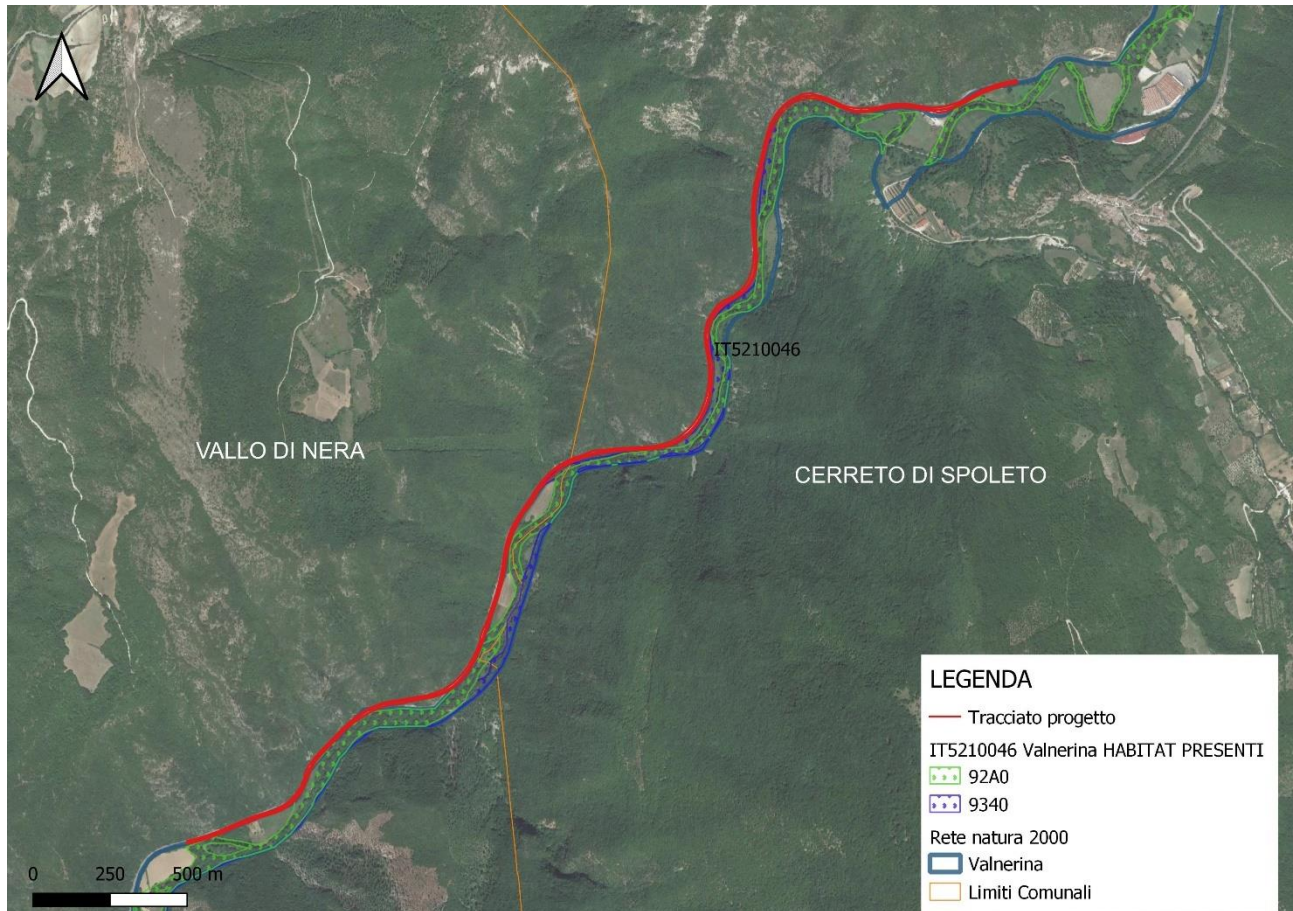 IT5210046
VALLO DI NERA
CERRETO DI SPOLETO
LEGENDA
Tracciato progetto
IT5210046 Valnerina HABITAT PRESENTI
92A0
9340
Rete natura 2000
Valnerina
Limiti Comunali
0 250 500 m